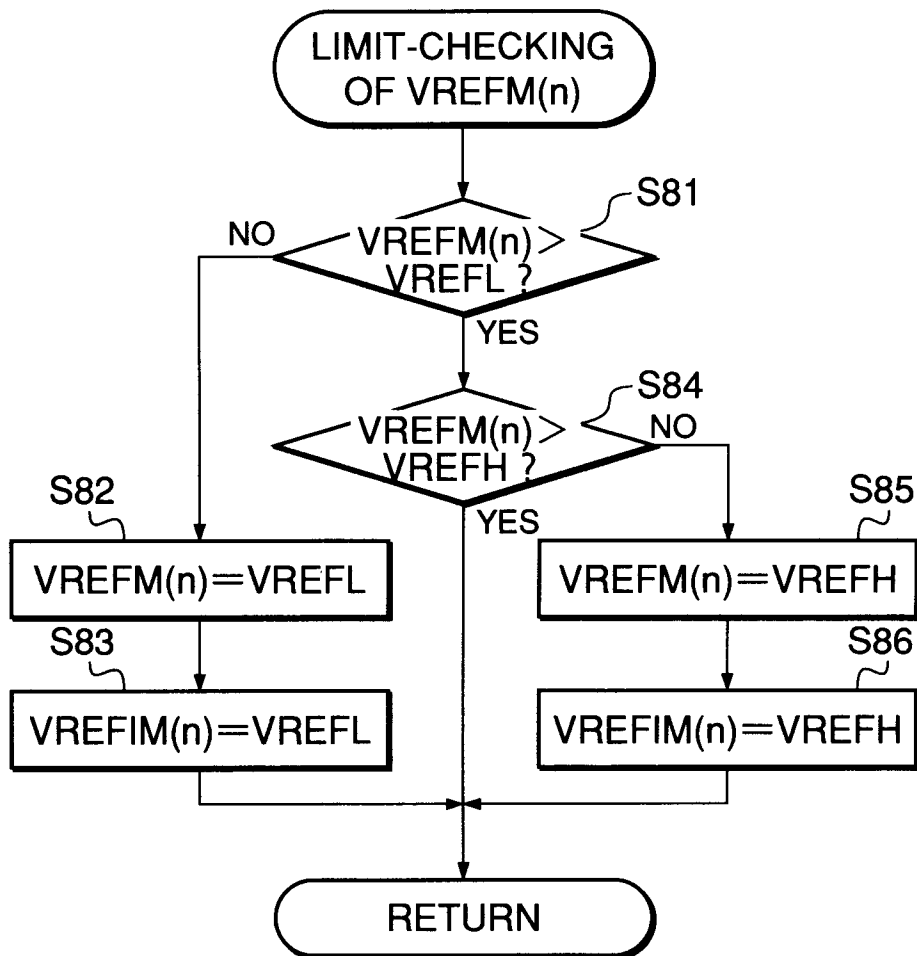 LIMIT-CHECKING
OF VREFM(n)
S81
NO
VREFM(n)>
VREFL ?
YES
S84
VREFM(n)>
VREFH ?
NO
YES
S82
S85
VREFM(n)=VREFL
VREFM(n)=VREFH
S83
S86
VREFIM(n)=VREFL
VREFIM(n)=VREFH
RETURN